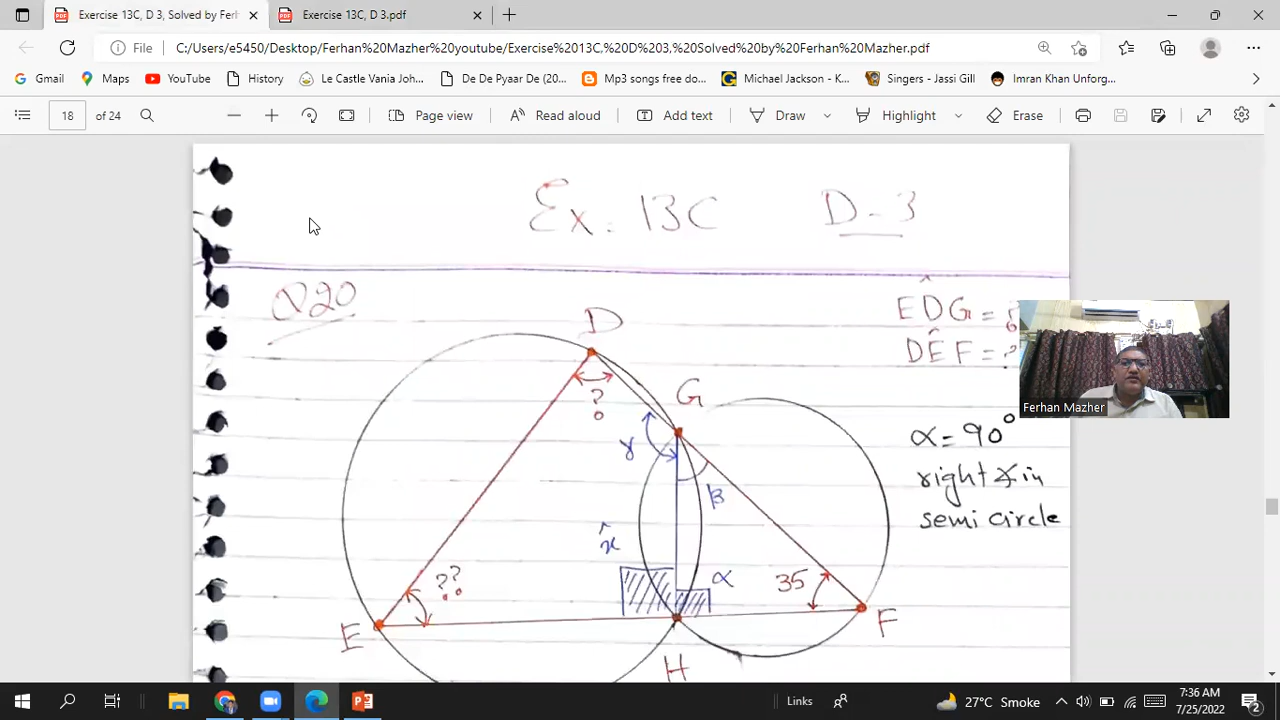 Exercise 13C, D 3, Solved by Fer
Exercise 13C, D 3.pdf
File
C:/Users/e5450/Desktop/Ferhan%20Mazher%20youtube/Exercise%2013C,%20D%203,%20Solved%20by%20Ferhan%20Mazher.pdf
Gmail
Maps
YouTube
History
Le Castle Vania Joh...
De De Pyaar De (20...
Mp3 songs free do...
Michael Jackson - K...
Singers - Jassi Gill
Imran Khan Unforg...
18 of 24
Page view
Read aloud
Add text
Draw
Highlight
Erase
Ex. 13C D-3
Q20
EDG = ?
DEF = ?
D
?
G
γ
β
x̂
α
α = 90°
right ∡ in
semi circle
??
35
E
F
H
Ferhan Mazher
Links
27°C Smoke
7:36 AM
7/25/2022
2